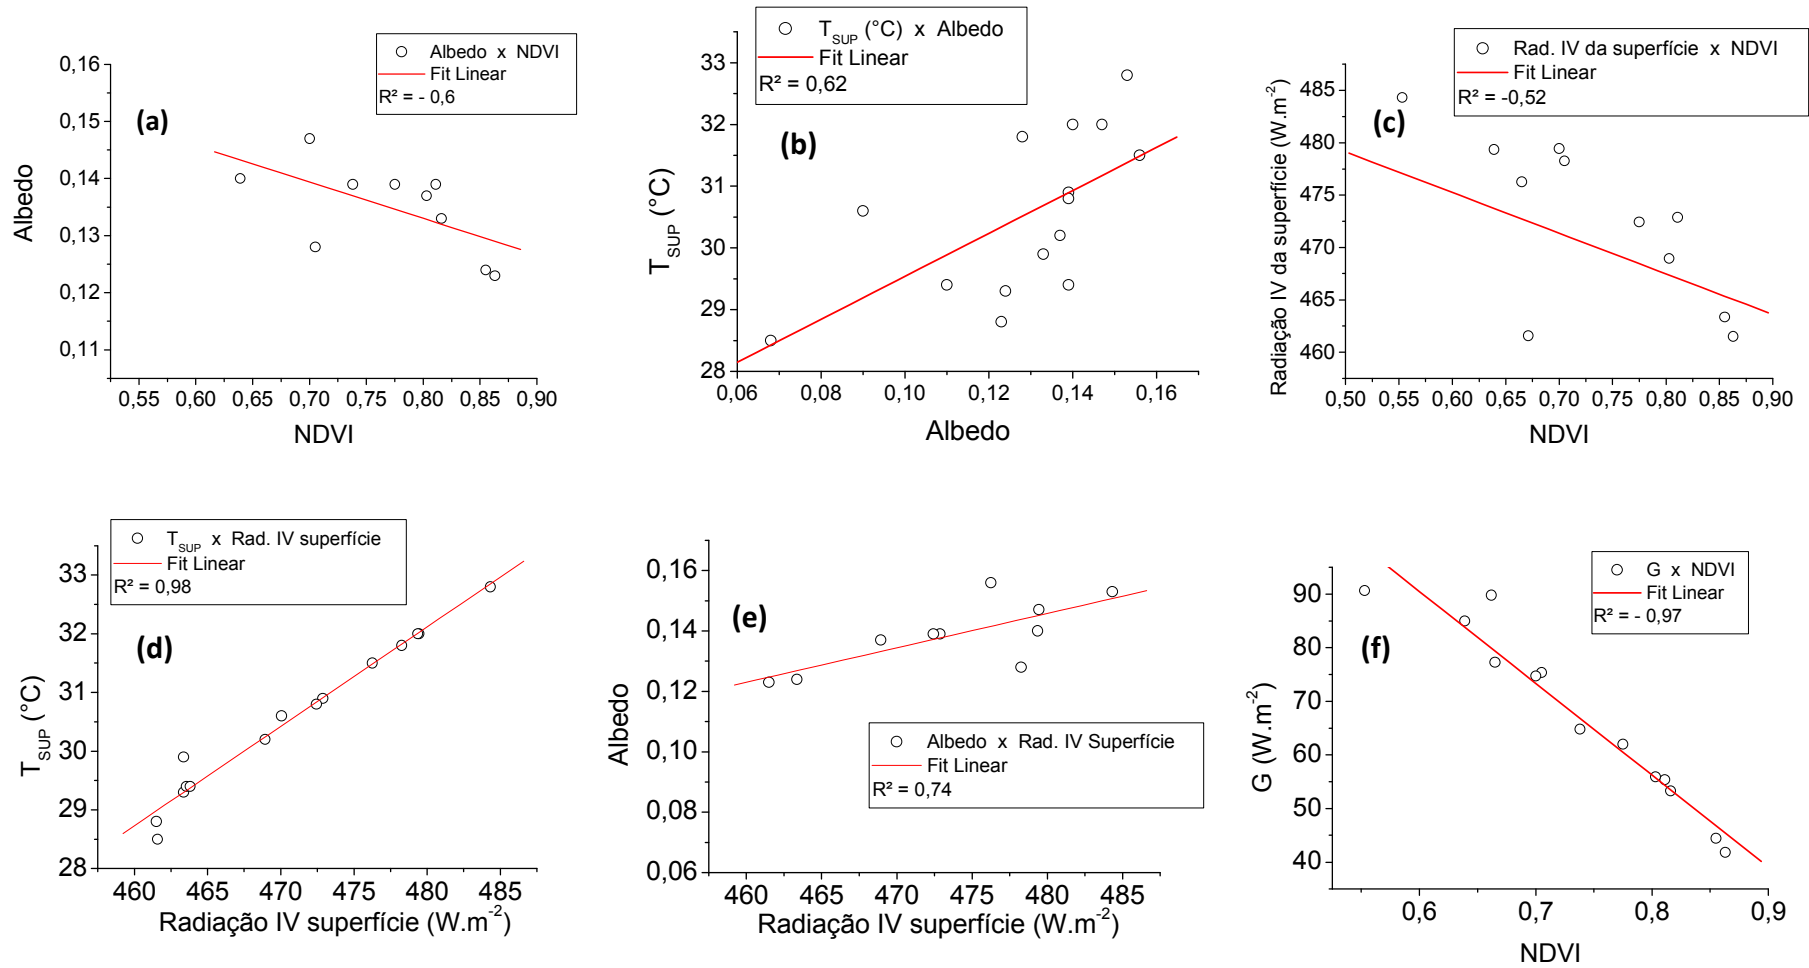 Albedo x NDVI
Fit Linear
R² = - 0,6
(a)
0,16
0,15
0,14
0,13
0,12
0,11
Albedo
0,55 0,60 0,65 0,70 0,75 0,80 0,85 0,90
NDVI
T_SUP (°C) x Albedo
Fit Linear
R² = 0,62
(b)
33
32
31
30
29
28
T_SUP (°C)
0,06 0,08 0,10 0,12 0,14 0,16
Albedo
Rad. IV da superfície x NDVI
Fit Linear
R² = -0,52
(c)
485
480
475
470
465
460
Radiação IV da superfície (W.m⁻²)
0,50 0,55 0,60 0,65 0,70 0,75 0,80 0,85 0,90
NDVI
T_SUP x Rad. IV superfície
Fit Linear
R² = 0,98
(d)
33
32
31
30
29
28
T_SUP (°C)
460 465 470 475 480 485
Radiação IV superfície (W.m⁻²)
0,16
0,14
0,12
0,10
0,08
0,06
(e)
Albedo
Albedo x Rad. IV Superfície
Fit Linear
R² = 0,74
460 465 470 475 480 485
Radiação IV superfície (W.m⁻²)
G x NDVI
Fit Linear
R² = - 0,97
(f)
90
80
70
60
50
40
G (W.m⁻²)
0,6 0,7 0,8 0,9
NDVI